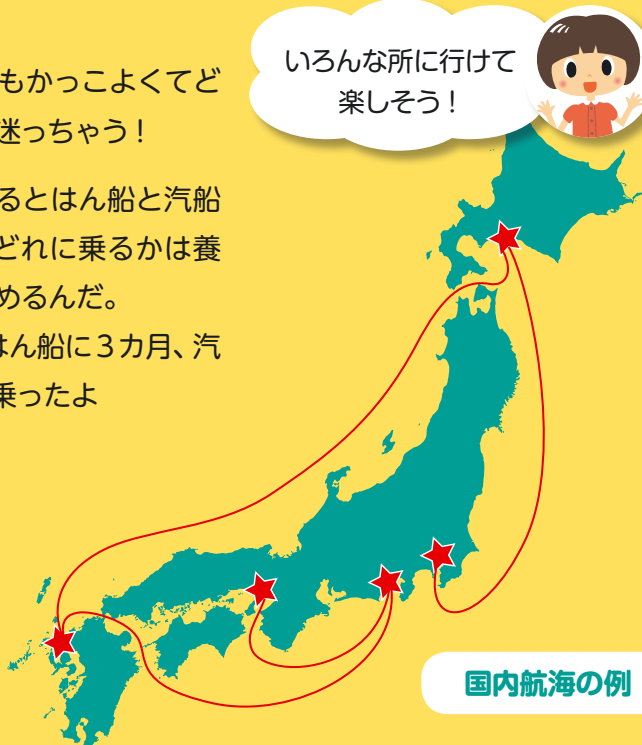 もかっこよくてど
迷っちゃう！
るとはん船と汽船
どれに乗るかは養
めるんだ。
はん船に３カ月、汽
乗ったよ
いろんな所に行けて
楽しそう！
国内航海の例